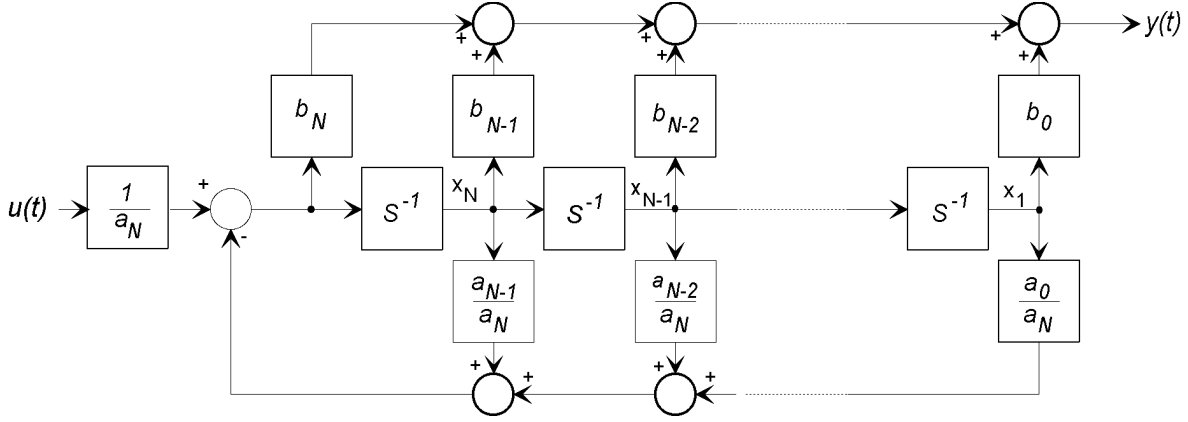 + + + + + + y(t)
b_N b_{N-1} b_{N-2} b_0
u(t) 1/a_N + - S^{-1} x_N S^{-1} x_{N-1} S^{-1} x_1
a_{N-1}/a_N a_{N-2}/a_N a_0/a_N
+ + + +